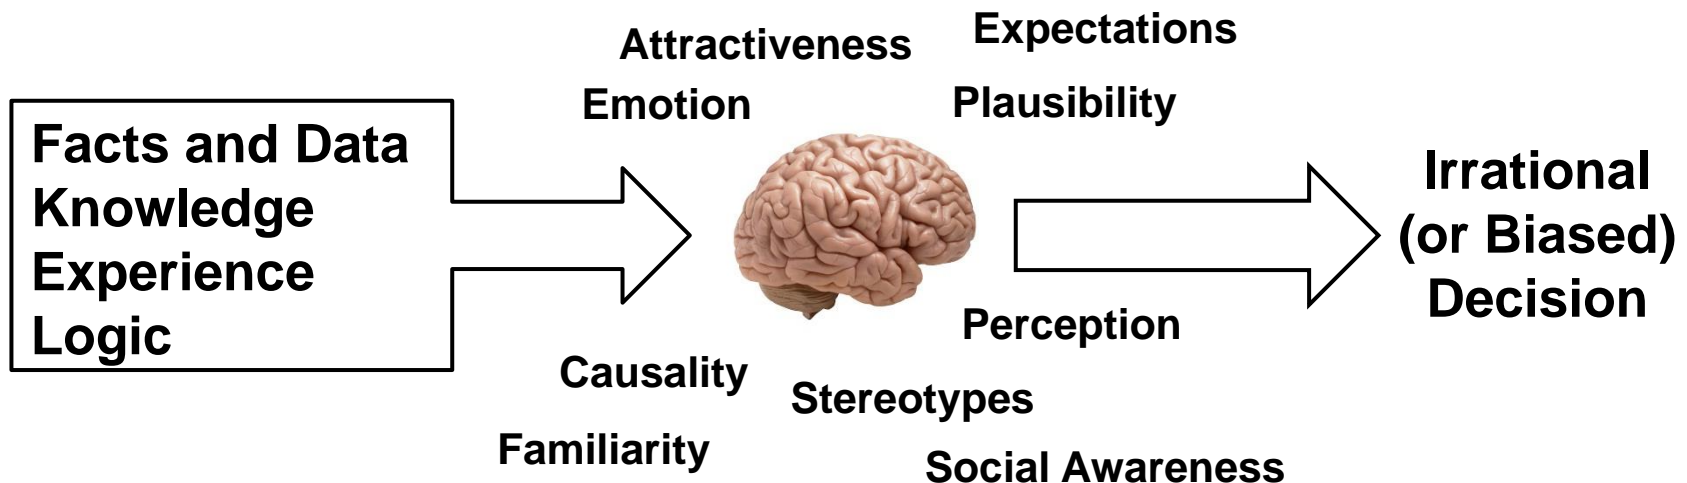 Attractiveness
Expectations
Emotion
Plausibility
Facts and Data
Knowledge
Experience
Logic
Irrational
(or Biased)
Decision
Perception
Causality
Stereotypes
Familiarity
Social Awareness